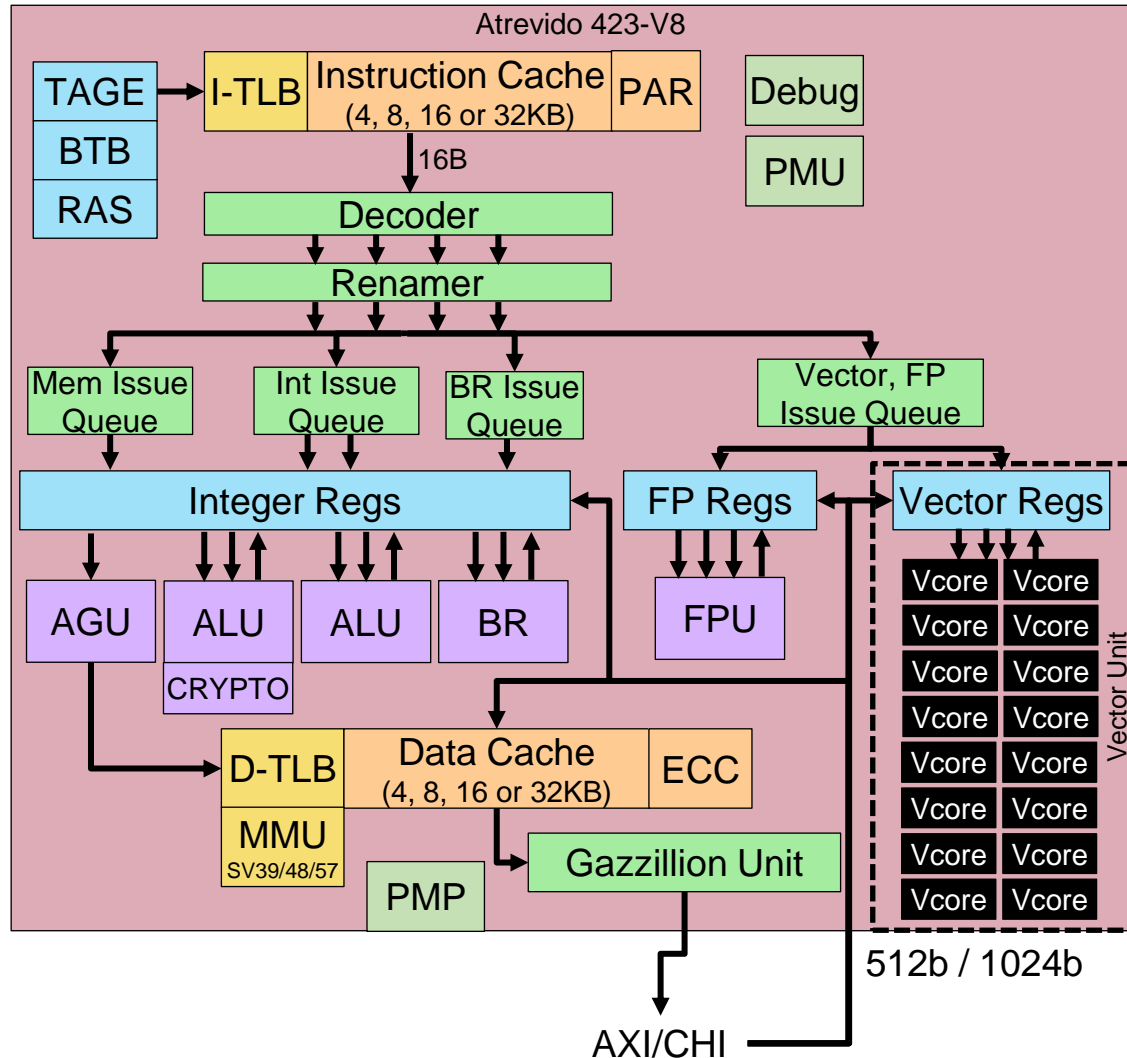 Atrevido 423-V8
TAGE
BTB
RAS
I-TLB
Instruction Cache
(4, 8, 16 or 32KB)
PAR
Debug
PMU
16B
Decoder
Renamer
Mem Issue
Queue
Int Issue
Queue
BR Issue
Queue
Vector, FP
Issue Queue
Integer Regs
FP Regs
Vector Regs
AGU
ALU
CRYPTO
ALU
BR
FPU
Vcore Vcore
Vcore Vcore
Vcore Vcore
Vcore Vcore
Vcore Vcore
Vcore Vcore
Vcore Vcore
Vcore Vcore
Vector Unit
D-TLB
Data Cache
(4, 8, 16 or 32KB)
ECC
MMU
SV39/48/57
PMP
Gazzillion Unit
512b / 1024b
AXI/CHI